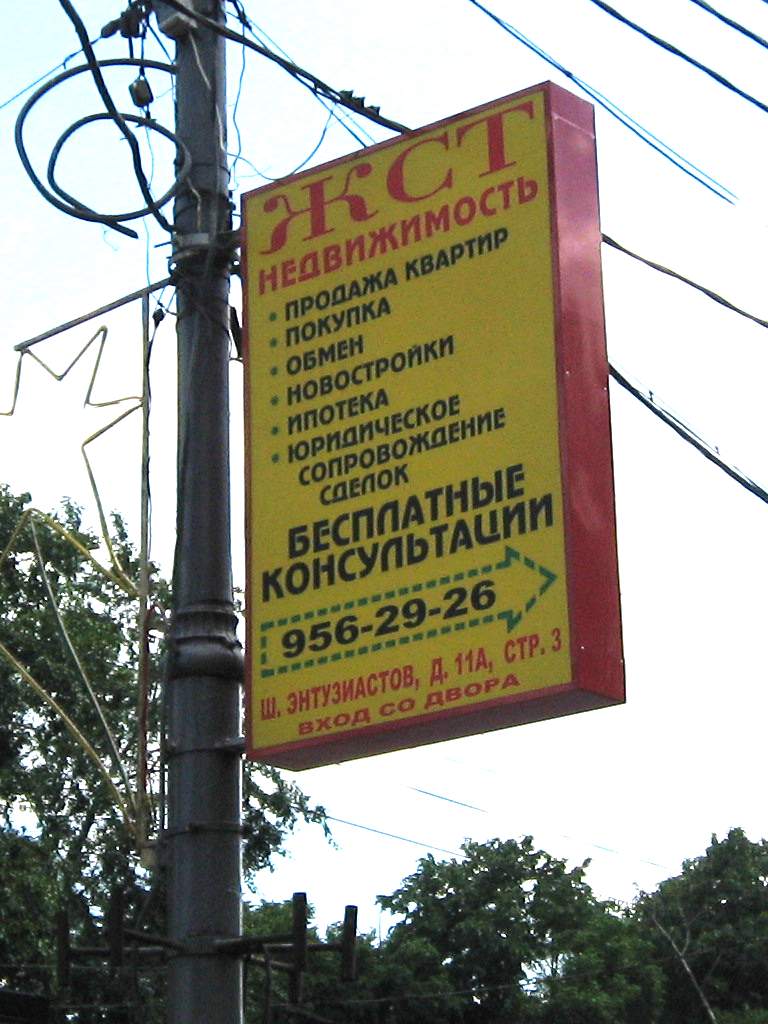 ЖСТ
НЕДВИЖИМОСТЬ
• ПРОДАЖА КВАРТИР
• ПОКУПКА
• ОБМЕН
• НОВОСТРОЙКИ
• ИПОТЕКА
• ЮРИДИЧЕСКОЕ
СОПРОВОЖДЕНИЕ
СДЕЛОК
БЕСПЛАТНЫЕ
КОНСУЛЬТАЦИИ
956-29-26
Ш. ЭНТУЗИАСТОВ, Д. 11А, СТР. 3
ВХОД СО ДВОРА